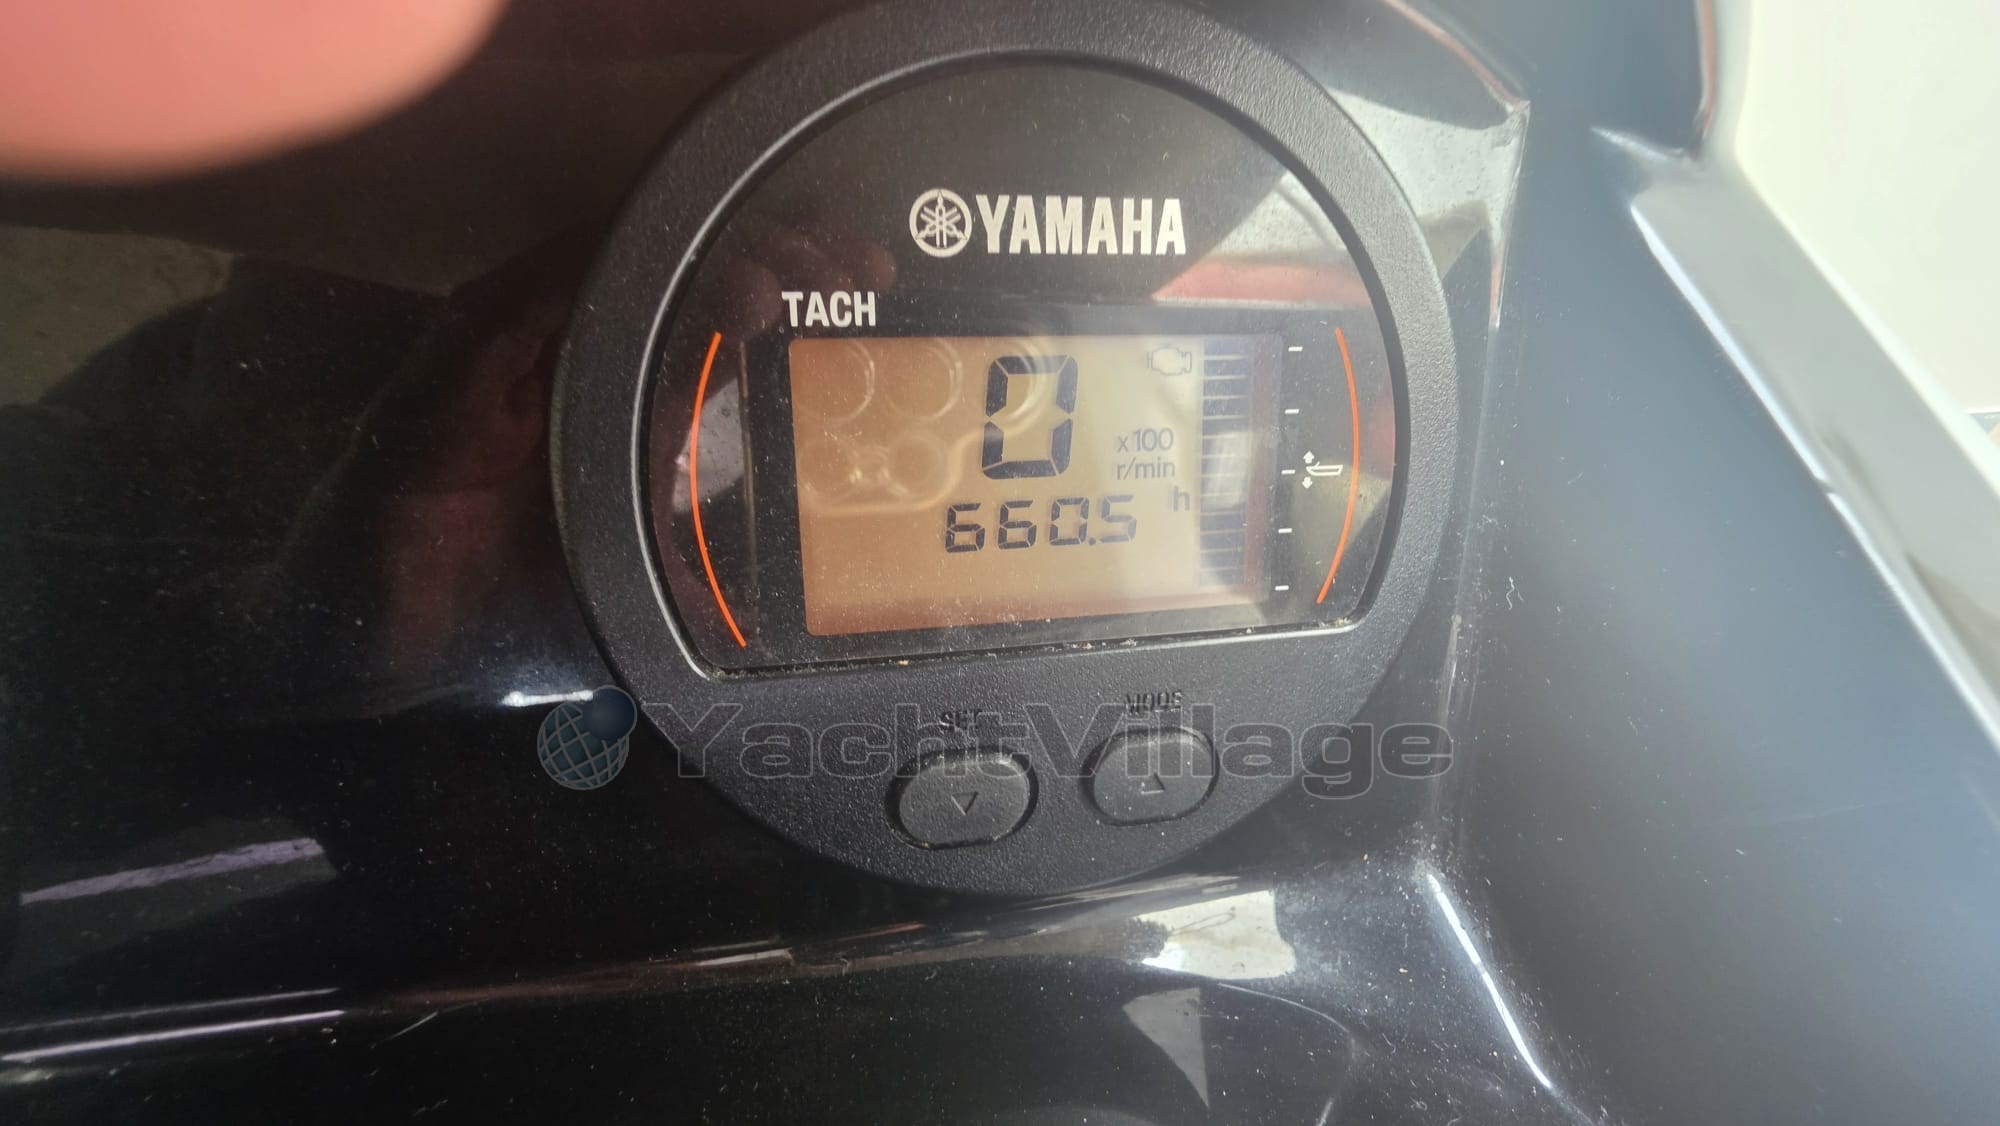 YAMAHA
TACH
0
x100
r/min
h
660.5
SET
MODE
YachtVillage